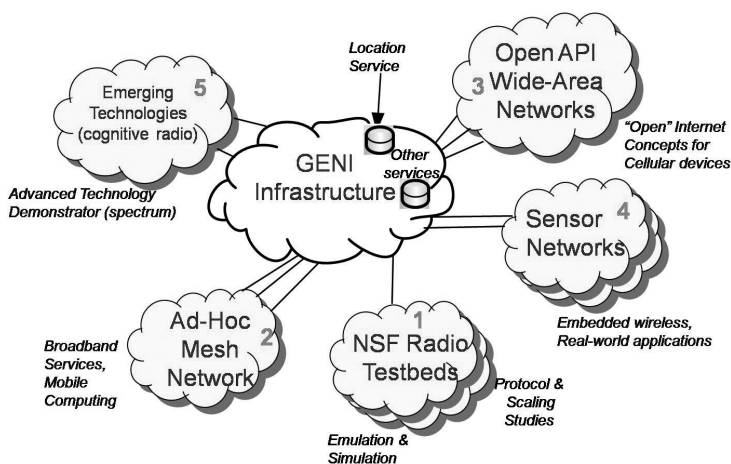 Location
Service
Open API
Wide-Area
Networks
3
Emerging
Technologies
(cognitive radio)
5
“Open” Internet
Concepts for
Cellular devices
GENI
Infrastructure
Other
services
Advanced Technology
Demonstrator (spectrum)
Sensor
Networks
4
Embedded wireless,
Real-world applications
Ad-Hoc
Mesh
Network
2
Broadband
Services,
Mobile
Computing
1
NSF Radio
Testbeds
Protocol &
Scaling
Studies
Emulation &
Simulation